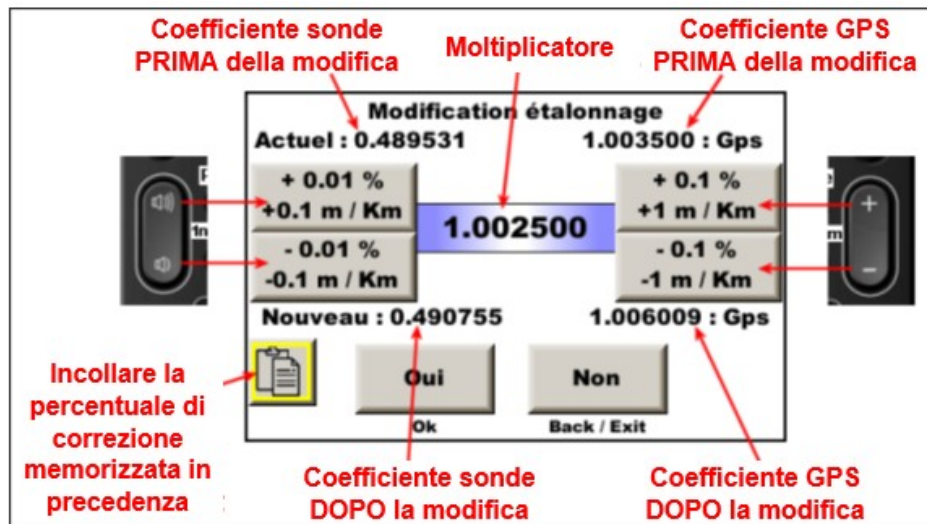 Coefficiente sonde
PRIMA della modifica
Moltiplicatore
Coefficiente GPS
PRIMA della modifica
Modification étalonnage
Actuel : 0.489531
1.003500 : Gps
+ 0.01 %
+0.1 m / Km
+ 0.1 %
+1 m / Km
1.002500
- 0.01 %
-0.1 m / Km
- 0.1 %
-1 m / Km
+
−
Nouveau : 0.490755
1.006009 : Gps
Incollare la
percentuale di
correzione
memorizzata in
precedenza
Oui
Non
Ok
Back / Exit
Coefficiente sonde
DOPO la modifica
Coefficiente GPS
DOPO la modifica